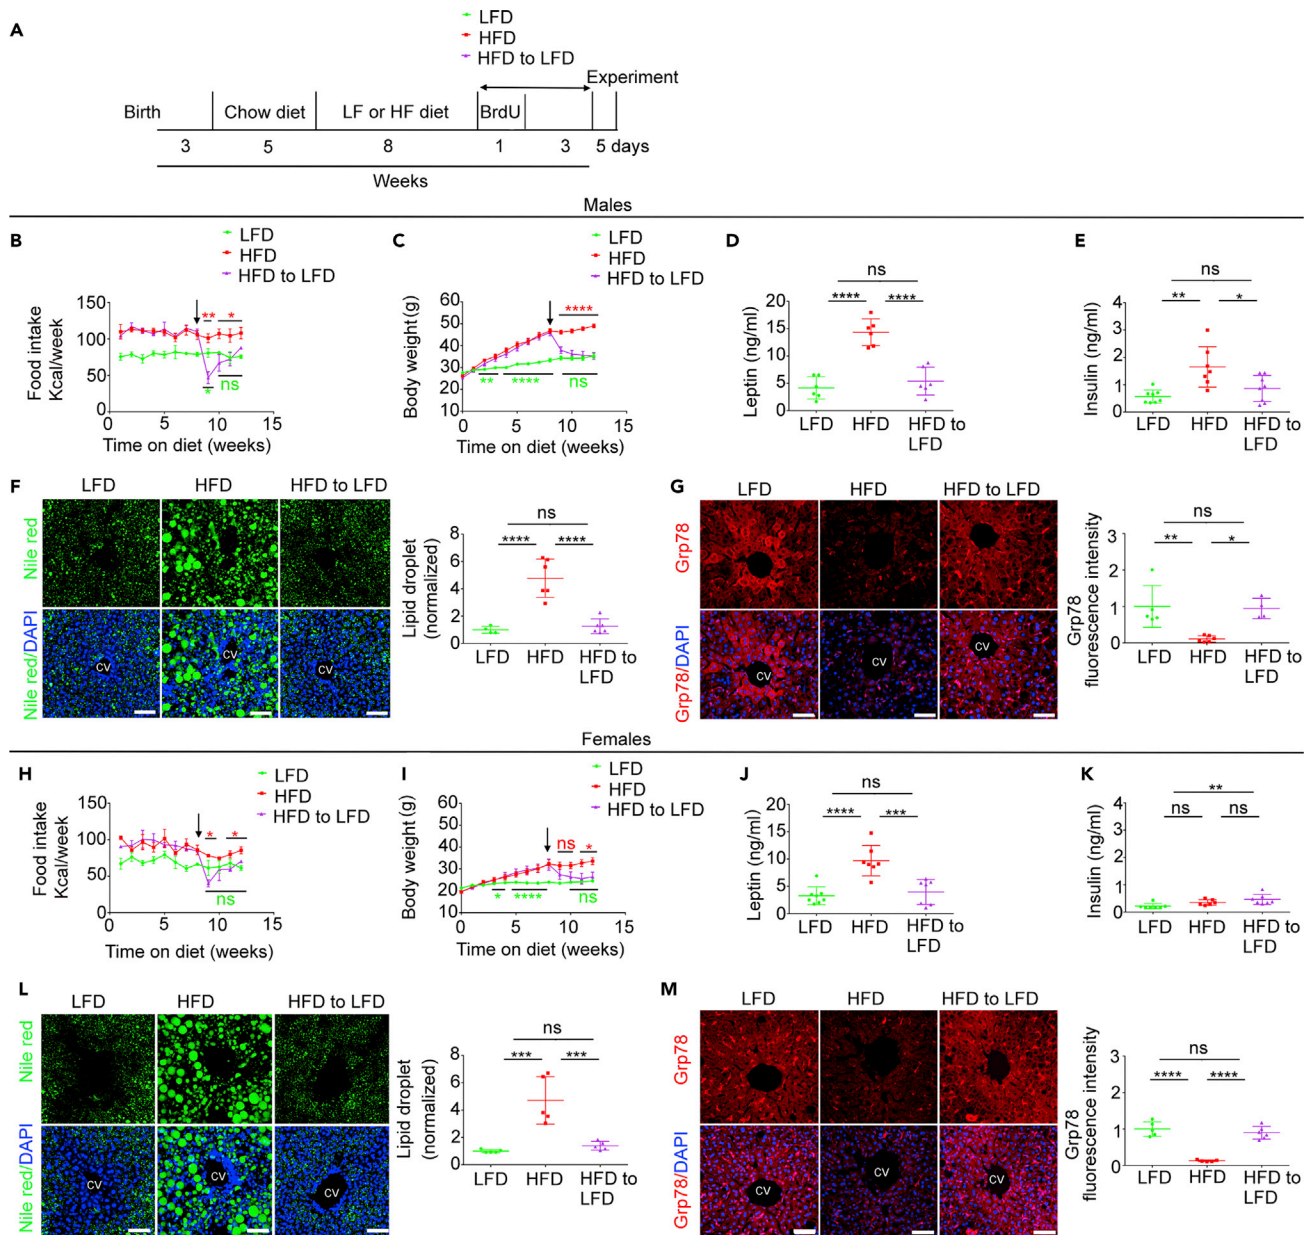 A
LFD
HFD
HFD to LFD
Experiment
Birth
Chow diet
LF or HF diet
BrdU
3
5
8
1
3
5 days
Weeks
Males
B
LFD
HFD
HFD to LFD
Food intake
Kcal/week
150
100
50
0
** *
* ns
0 5 10 15
Time on diet (weeks)
C
LFD
HFD
HFD to LFD
Body weight (g)
60
50
40
30
20
10
****
** **** ns
0 5 10 15
Time on diet (weeks)
D
ns
**** ****
Leptin (ng/ml)
20
15
10
5
0
LFD HFD HFD to
LFD
E
ns
** *
Insulin (ng/ml)
4
3
2
1
0
LFD HFD HFD to
LFD
F
LFD HFD HFD to LFD
Nile red
Nile red/DAPI
CV CV CV
ns
**** ****
Lipid droplet
(normalized)
8
6
4
2
0
LFD HFD HFD to
LFD
G
LFD HFD HFD to LFD
Grp78
Grp78/DAPI
CV CV CV
ns
** *
Grp78
fluorescence intensity
3
2
1
0
LFD HFD HFD to
LFD
Females
H
LFD
HFD
HFD to LFD
Food intake
Kcal/week
150
100
50
0
* *
ns
0 5 10 15
Time on diet (weeks)
I
LFD
HFD
HFD to LFD
Body weight (g)
60
50
40
30
20
10
ns *
* **** ns
0 5 10 15
Time on diet (weeks)
J
ns
**** ***
Leptin (ng/ml)
20
15
10
5
0
LFD HFD HFD to
LFD
K
**
ns ns
Insulin (ng/ml)
4
3
2
1
0
LFD HFD HFD to
LFD
L
LFD HFD HFD to LFD
Nile red
Nile red/DAPI
CV CV CV
ns
*** ***
Lipid droplet
(normalized)
8
6
4
2
0
LFD HFD HFD to
LFD
M
LFD HFD HFD to LFD
Grp78
Grp78/DAPI
CV CV CV
ns
**** ****
Grp78
fluorescence intensity
3
2
1
0
LFD HFD HFD to
LFD